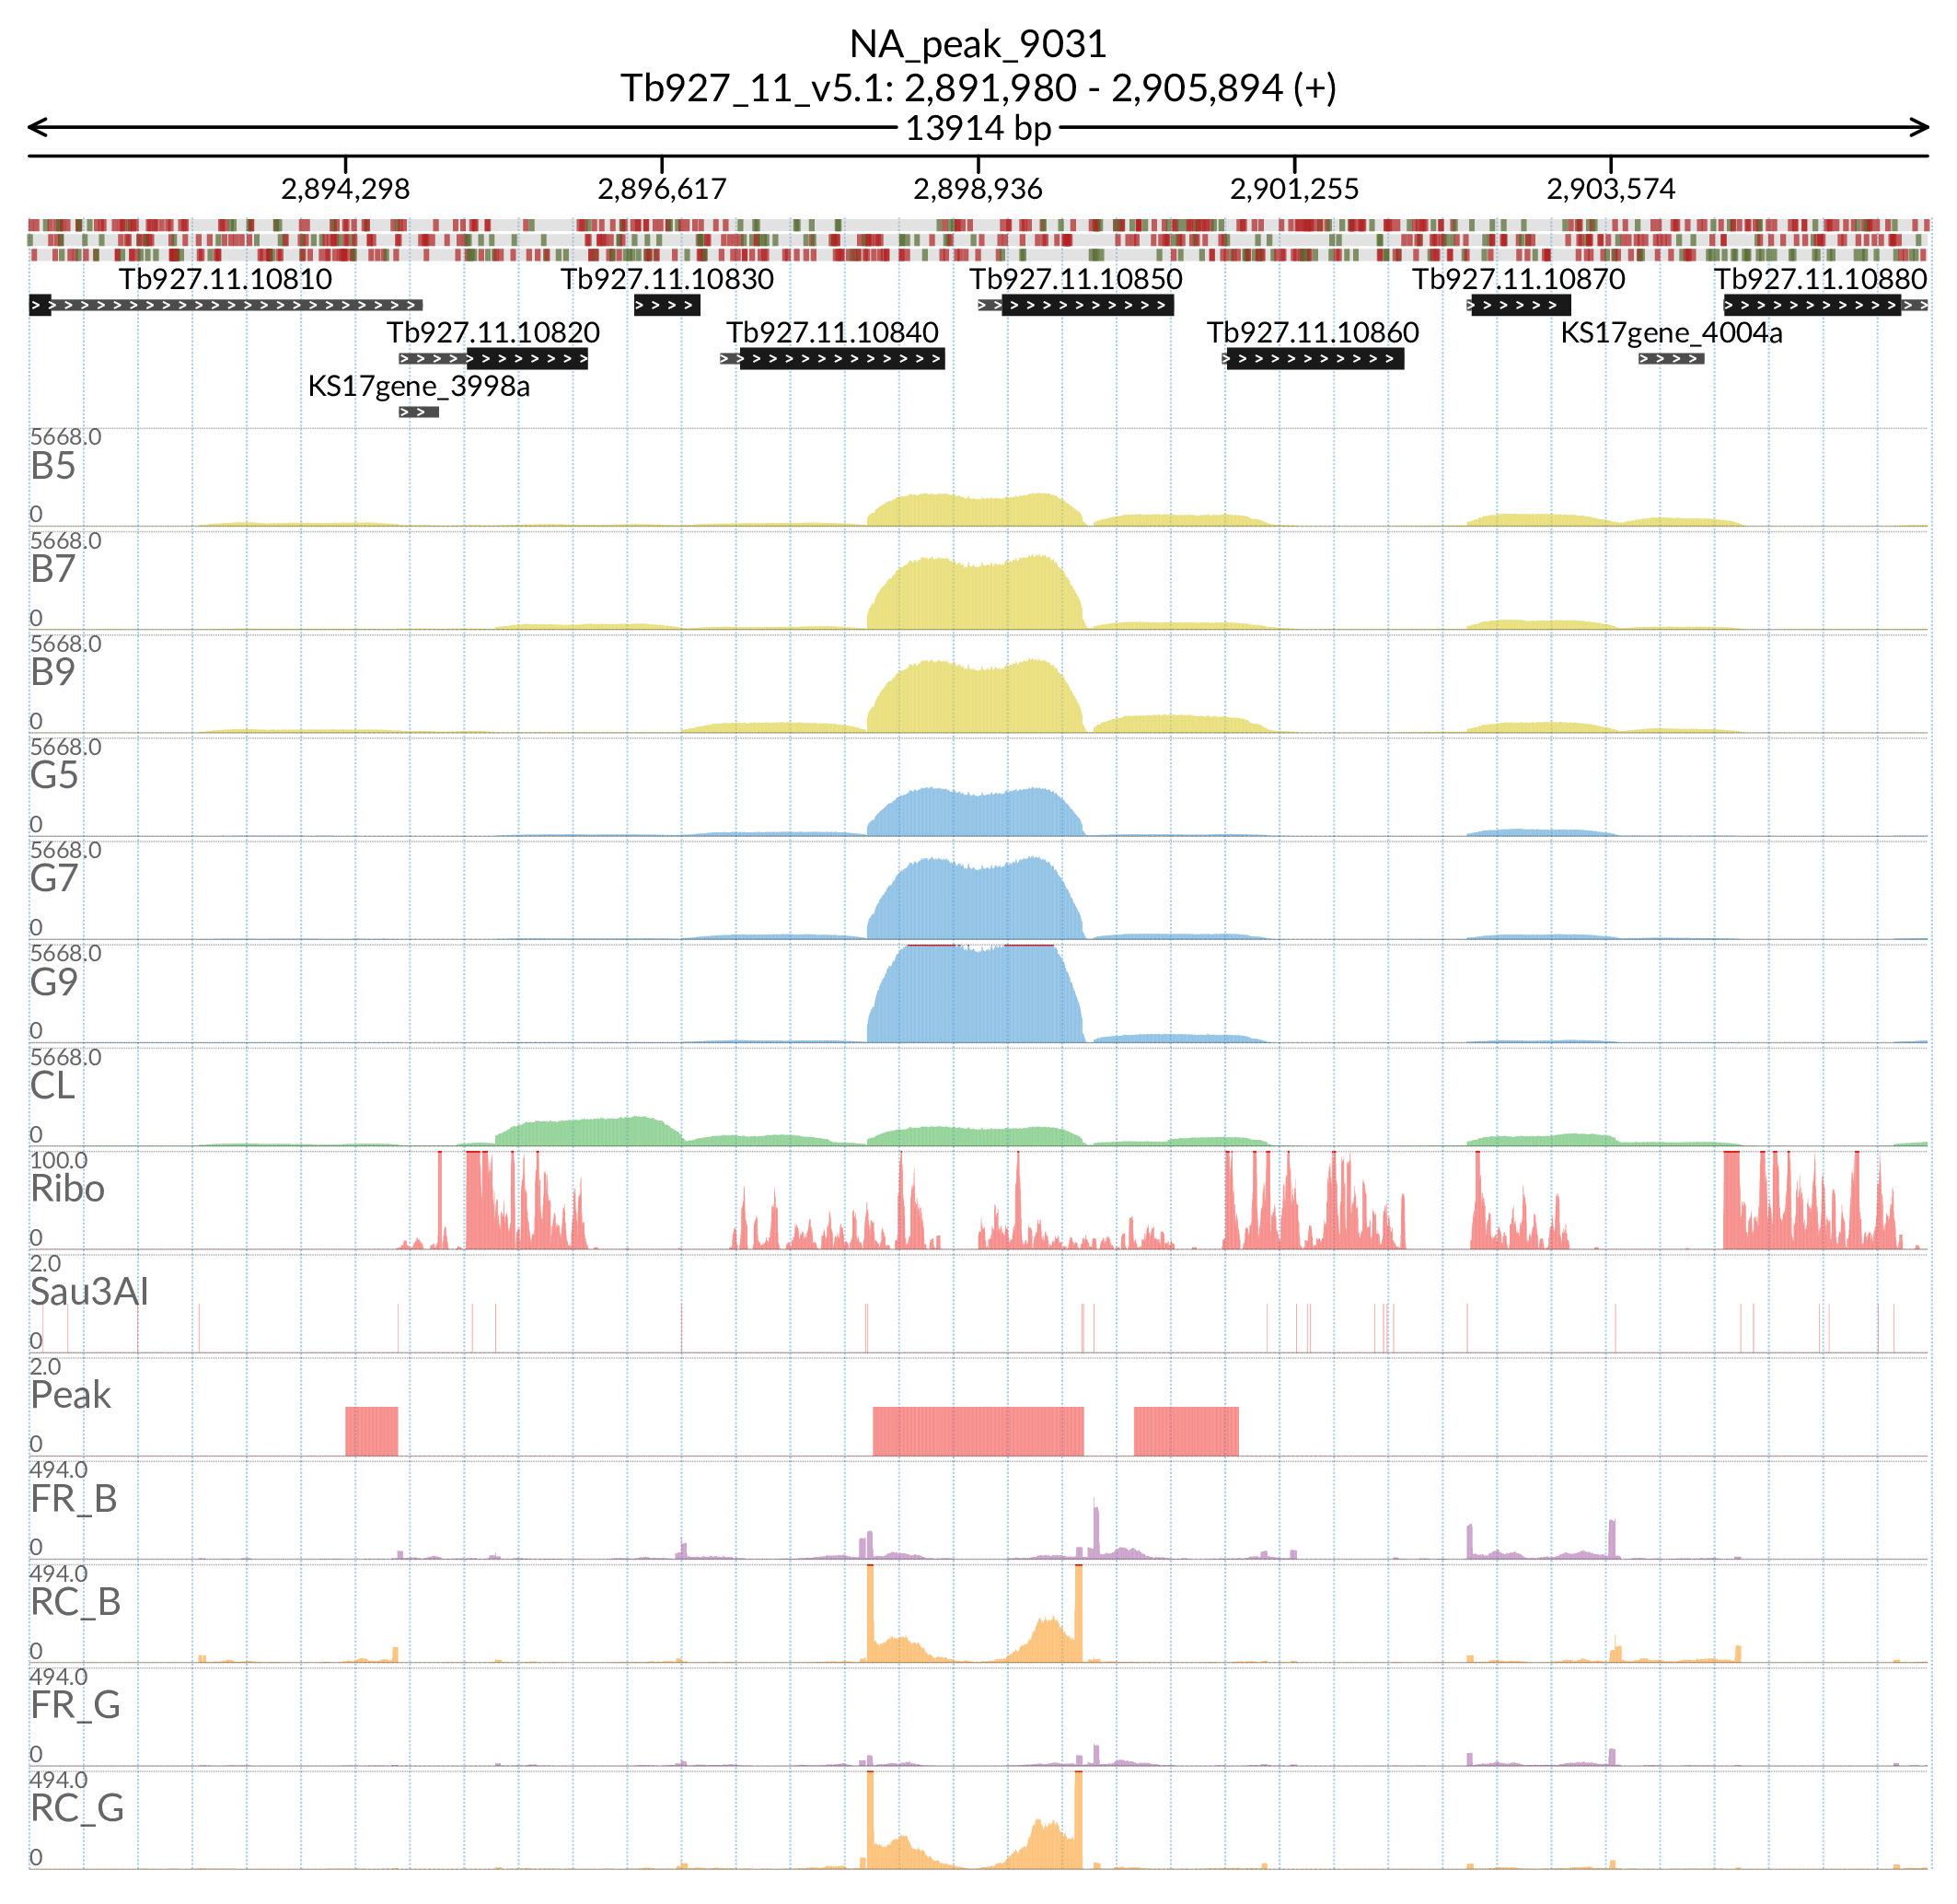 NA_peak_9031
Tb927_11_v5.1: 2,891,980 - 2,905,894 (+)
13914 bp
2,894,298 2,896,617 2,898,936 2,901,255 2,903,574
Tb927.11.10810 Tb927.11.10830 Tb927.11.10850 Tb927.11.10870 Tb927.11.10880
Tb927.11.10820 Tb927.11.10840 Tb927.11.10860 KS17gene_4004a
KS17gene_3998a
5668.0
B5
0
5668.0
B7
0
5668.0
B9
0
5668.0
G5
0
5668.0
G7
0
5668.0
G9
0
5668.0
CL
0
100.0
Ribo
0
2.0
Sau3AI
0
2.0
Peak
0
494.0
FR_B
0
494.0
RC_B
0
494.0
FR_G
0
494.0
RC_G
0